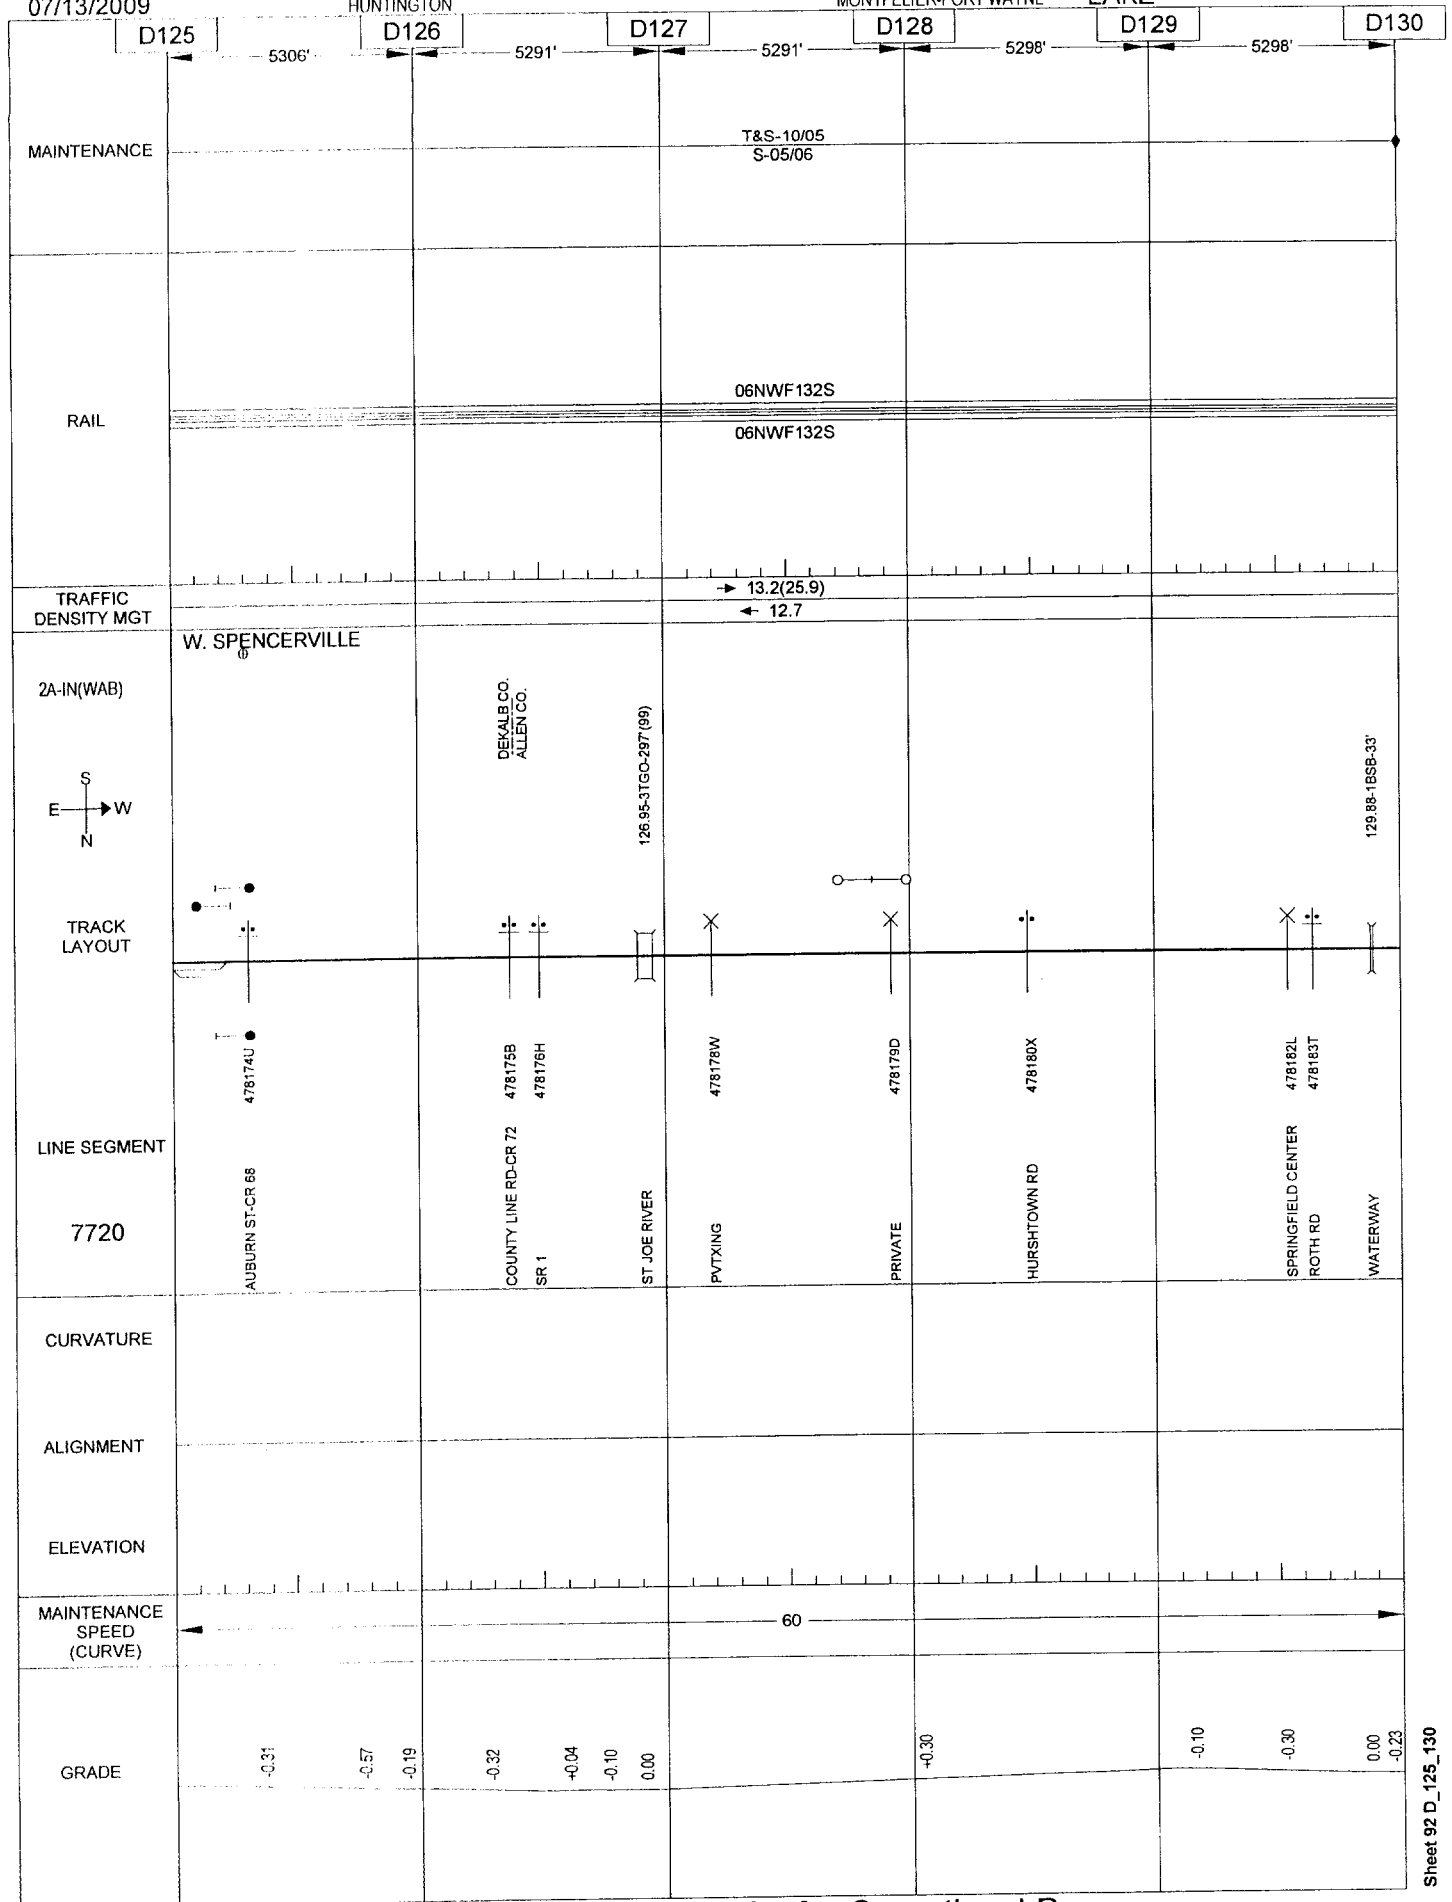 07/13/2009
HUNTINGTON
D125
D126
D127
D128
D129
D130
5306'
5291'
5291'
5298'
5298'
MAINTENANCE
T&S-10/05
S-05/06
RAIL
06NWF132S
06NWF132S
TRAFFIC
DENSITY MGT
13.2(25.9)
12.7
W. SPENCERVILLE
2A-IN(WAB)
DEKALB CO.
ALLEN CO.
126.95-3TGO-297'(99)
129.88-1BSB-33'
S
E
W
N
TRACK
LAYOUT
478174U
478175B
478176H
478178W
478179D
478180X
478182L
478183T
LINE SEGMENT
7720
AUBURN ST-CR 68
COUNTY LINE RD-CR 72
SR 1
ST JOE RIVER
PVTXING
PRIVATE
HURSHTOWN RD
SPRINGFIELD CENTER
ROTH RD
WATERWAY
CURVATURE
ALIGNMENT
ELEVATION
MAINTENANCE
SPEED
(CURVE)
60
GRADE
-0.31
-0.57
-0.19
-0.32
+0.04
-0.10
0.00
+0.30
-0.10
-0.30
0.00
-0.23
Sheet 92 D_125_130